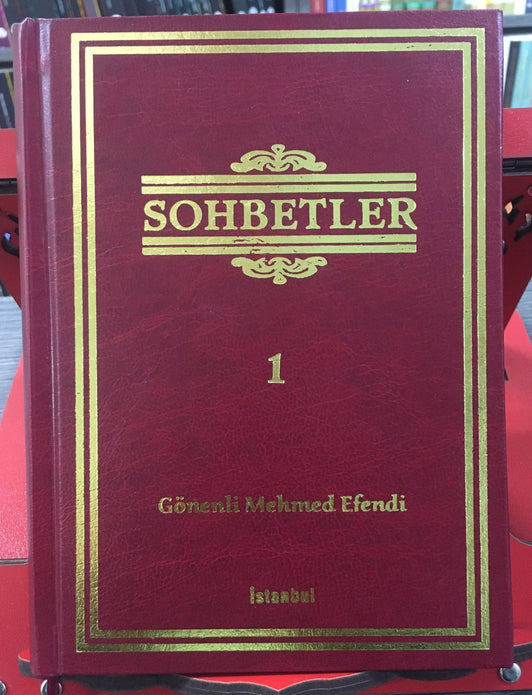 SOHBETLER
1
Gönenli Mehmed Efendi
İstanbul